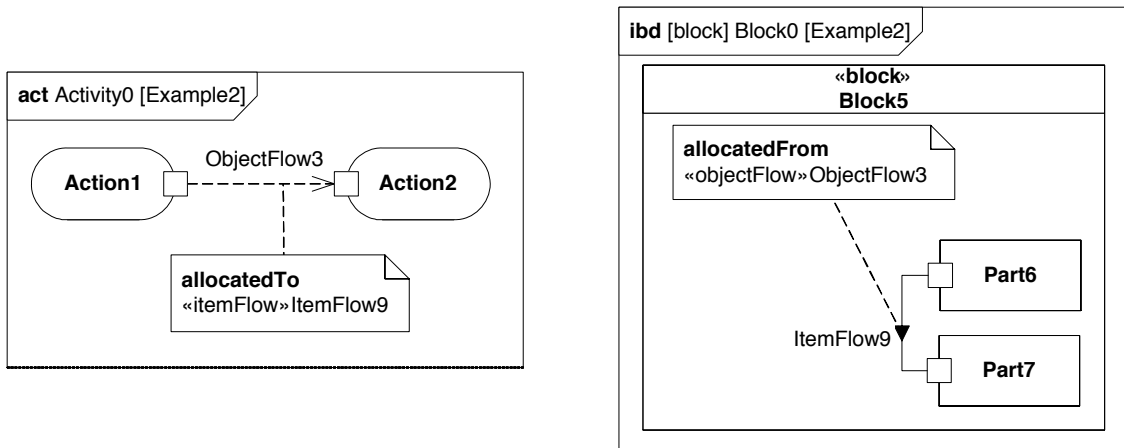 act Activity0 [Example2]
Action1
ObjectFlow3
Action2
allocatedTo
«itemFlow»ItemFlow9
ibd [block] Block0 [Example2]
«block»
Block5
allocatedFrom
«objectFlow»ObjectFlow3
Part6
ItemFlow9
Part7